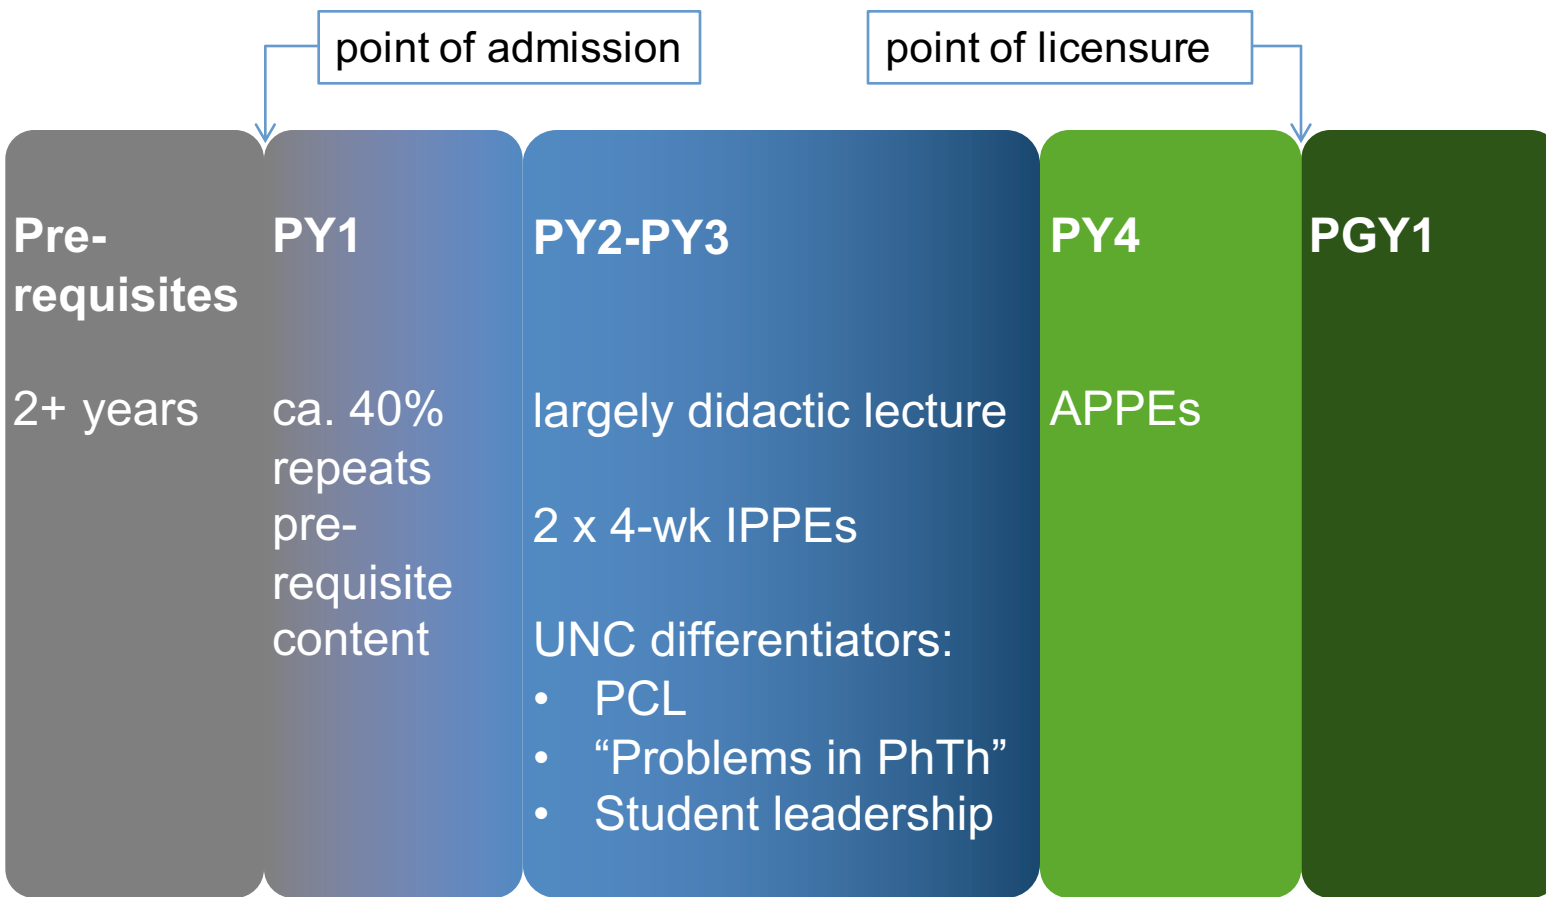 point of admission
point of licensure
Pre-
requisites
2+ years
PY1
ca. 40%
repeats
pre-
requisite
content
PY2-PY3
largely didactic lecture
2 x 4-wk IPPEs
UNC differentiators:
• PCL
• “Problems in PhTh”
• Student leadership
PY4
APPEs
PGY1